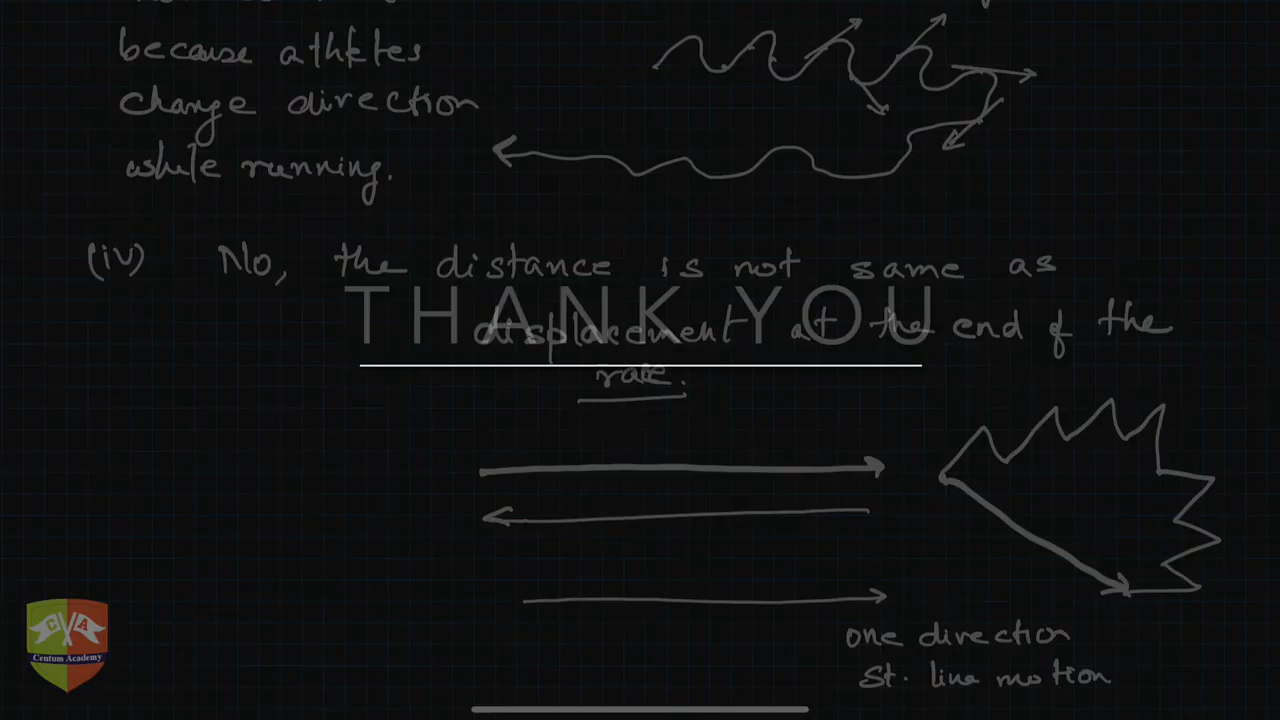 because athletes
change direction
while running.
(iv) No, the distance is not same as
THANK YOU
displacement at the end of the
race.
one direction
St. line motion
C A
Centum Academy